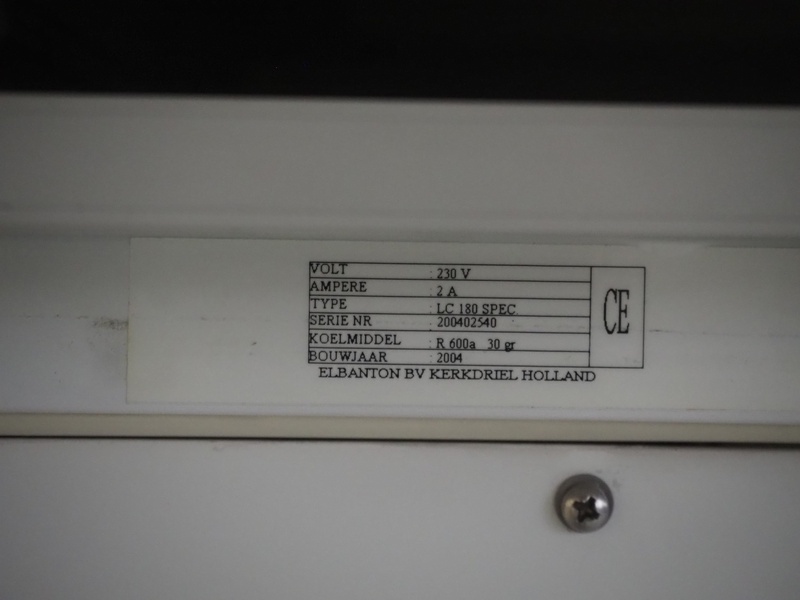 VOLT : 230 V
AMPERE : 2 A
TYPE : LC 180 SPEC
SERIE NR : 200402540
KOELMIDDEL : R 600a 30 gr
BOUWJAAR : 2004
CE
ELBANTON BV KERKDRIEL HOLLAND